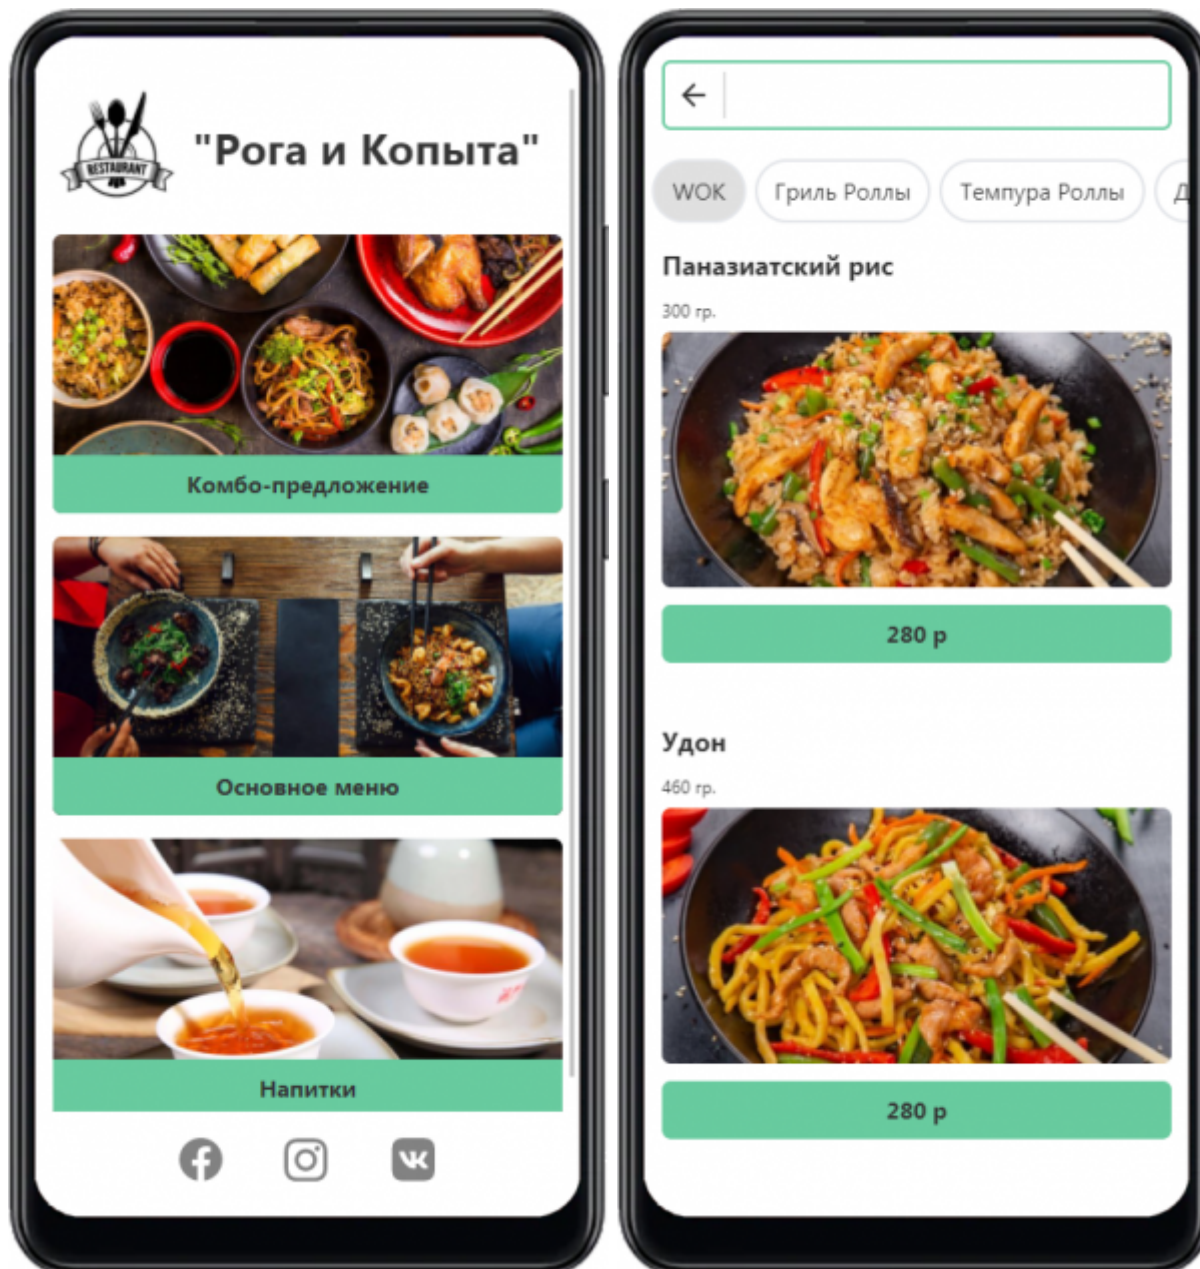 RESTAURANT
"Рога и Копыта"
Комбо-предложение
Основное меню
Напитки
WOK
Гриль Роллы
Темпура Роллы
Д
Паназиатский рис
300 гр.
280 р
Удон
460 гр.
280 р